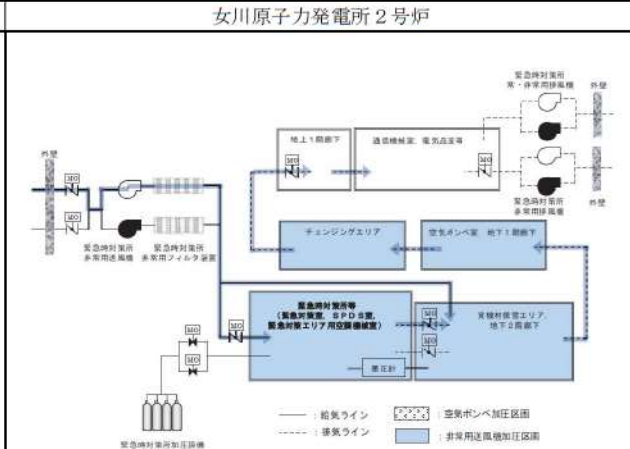 女川原子力発電所２号炉
緊急時対策所
常・非常用排風機
外壁
外壁
MO
地上１階廊下
MO
通信機械室、電気品室等
MO
緊急時対策所
非常用排風機
外壁
MO
緊急時対策所
非常用送風機
緊急時対策所
非常用フィルタ装置
チェンジングエリア
空気ボンベ室 地下１階廊下
緊急時対策所等
（緊急対策室、ＳＰＤＳ室、
緊急対策エリア用空調機械室）
MO
MO
MO
資機材保管エリア、
地下２階廊下
MO
MO
差圧計
緊急時対策所加圧設備
：給気ライン
：排気ライン
：空気ボンベ加圧区画
：非常用送風機加圧区画